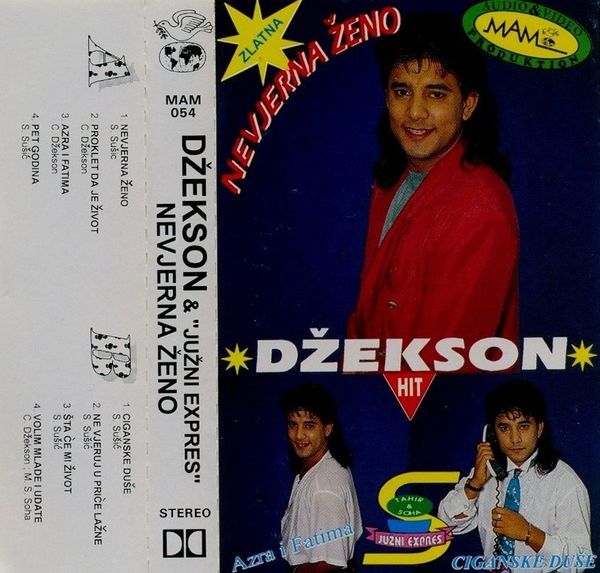 A
1 NEVJERNA ŽENO
S. Sušić
2 PROKLET DA JE ŽIVOT
C. Džekson
3. AZRA I FATIMA
C. Džekson
4. PET GODINA
S. Sušić
B
1 CIGANSKE DUŠE
S. Sušić
2 NE VJERUJ U PRIČE LAŽNE
S. Sušić
3 ŠTA ĆE MI ŽIVOT
S. Sušić
4 VOLIM MLADE I UDATE
C. Džekson, M. S. Soha
MAM
054
DŽEKSON & "JUŽNI EXPRES"
NEVJERNA ŽENO
STEREO
ZLATNA
NEVJERNA ŽENO
AUDIO & VIDEO
MAM
PRODUKTION
DŽEKSON
HIT
TAHIR
&
SOHA
JUŽNI EXPRES
Azra i Fatima
CIGANSKE DUŠE